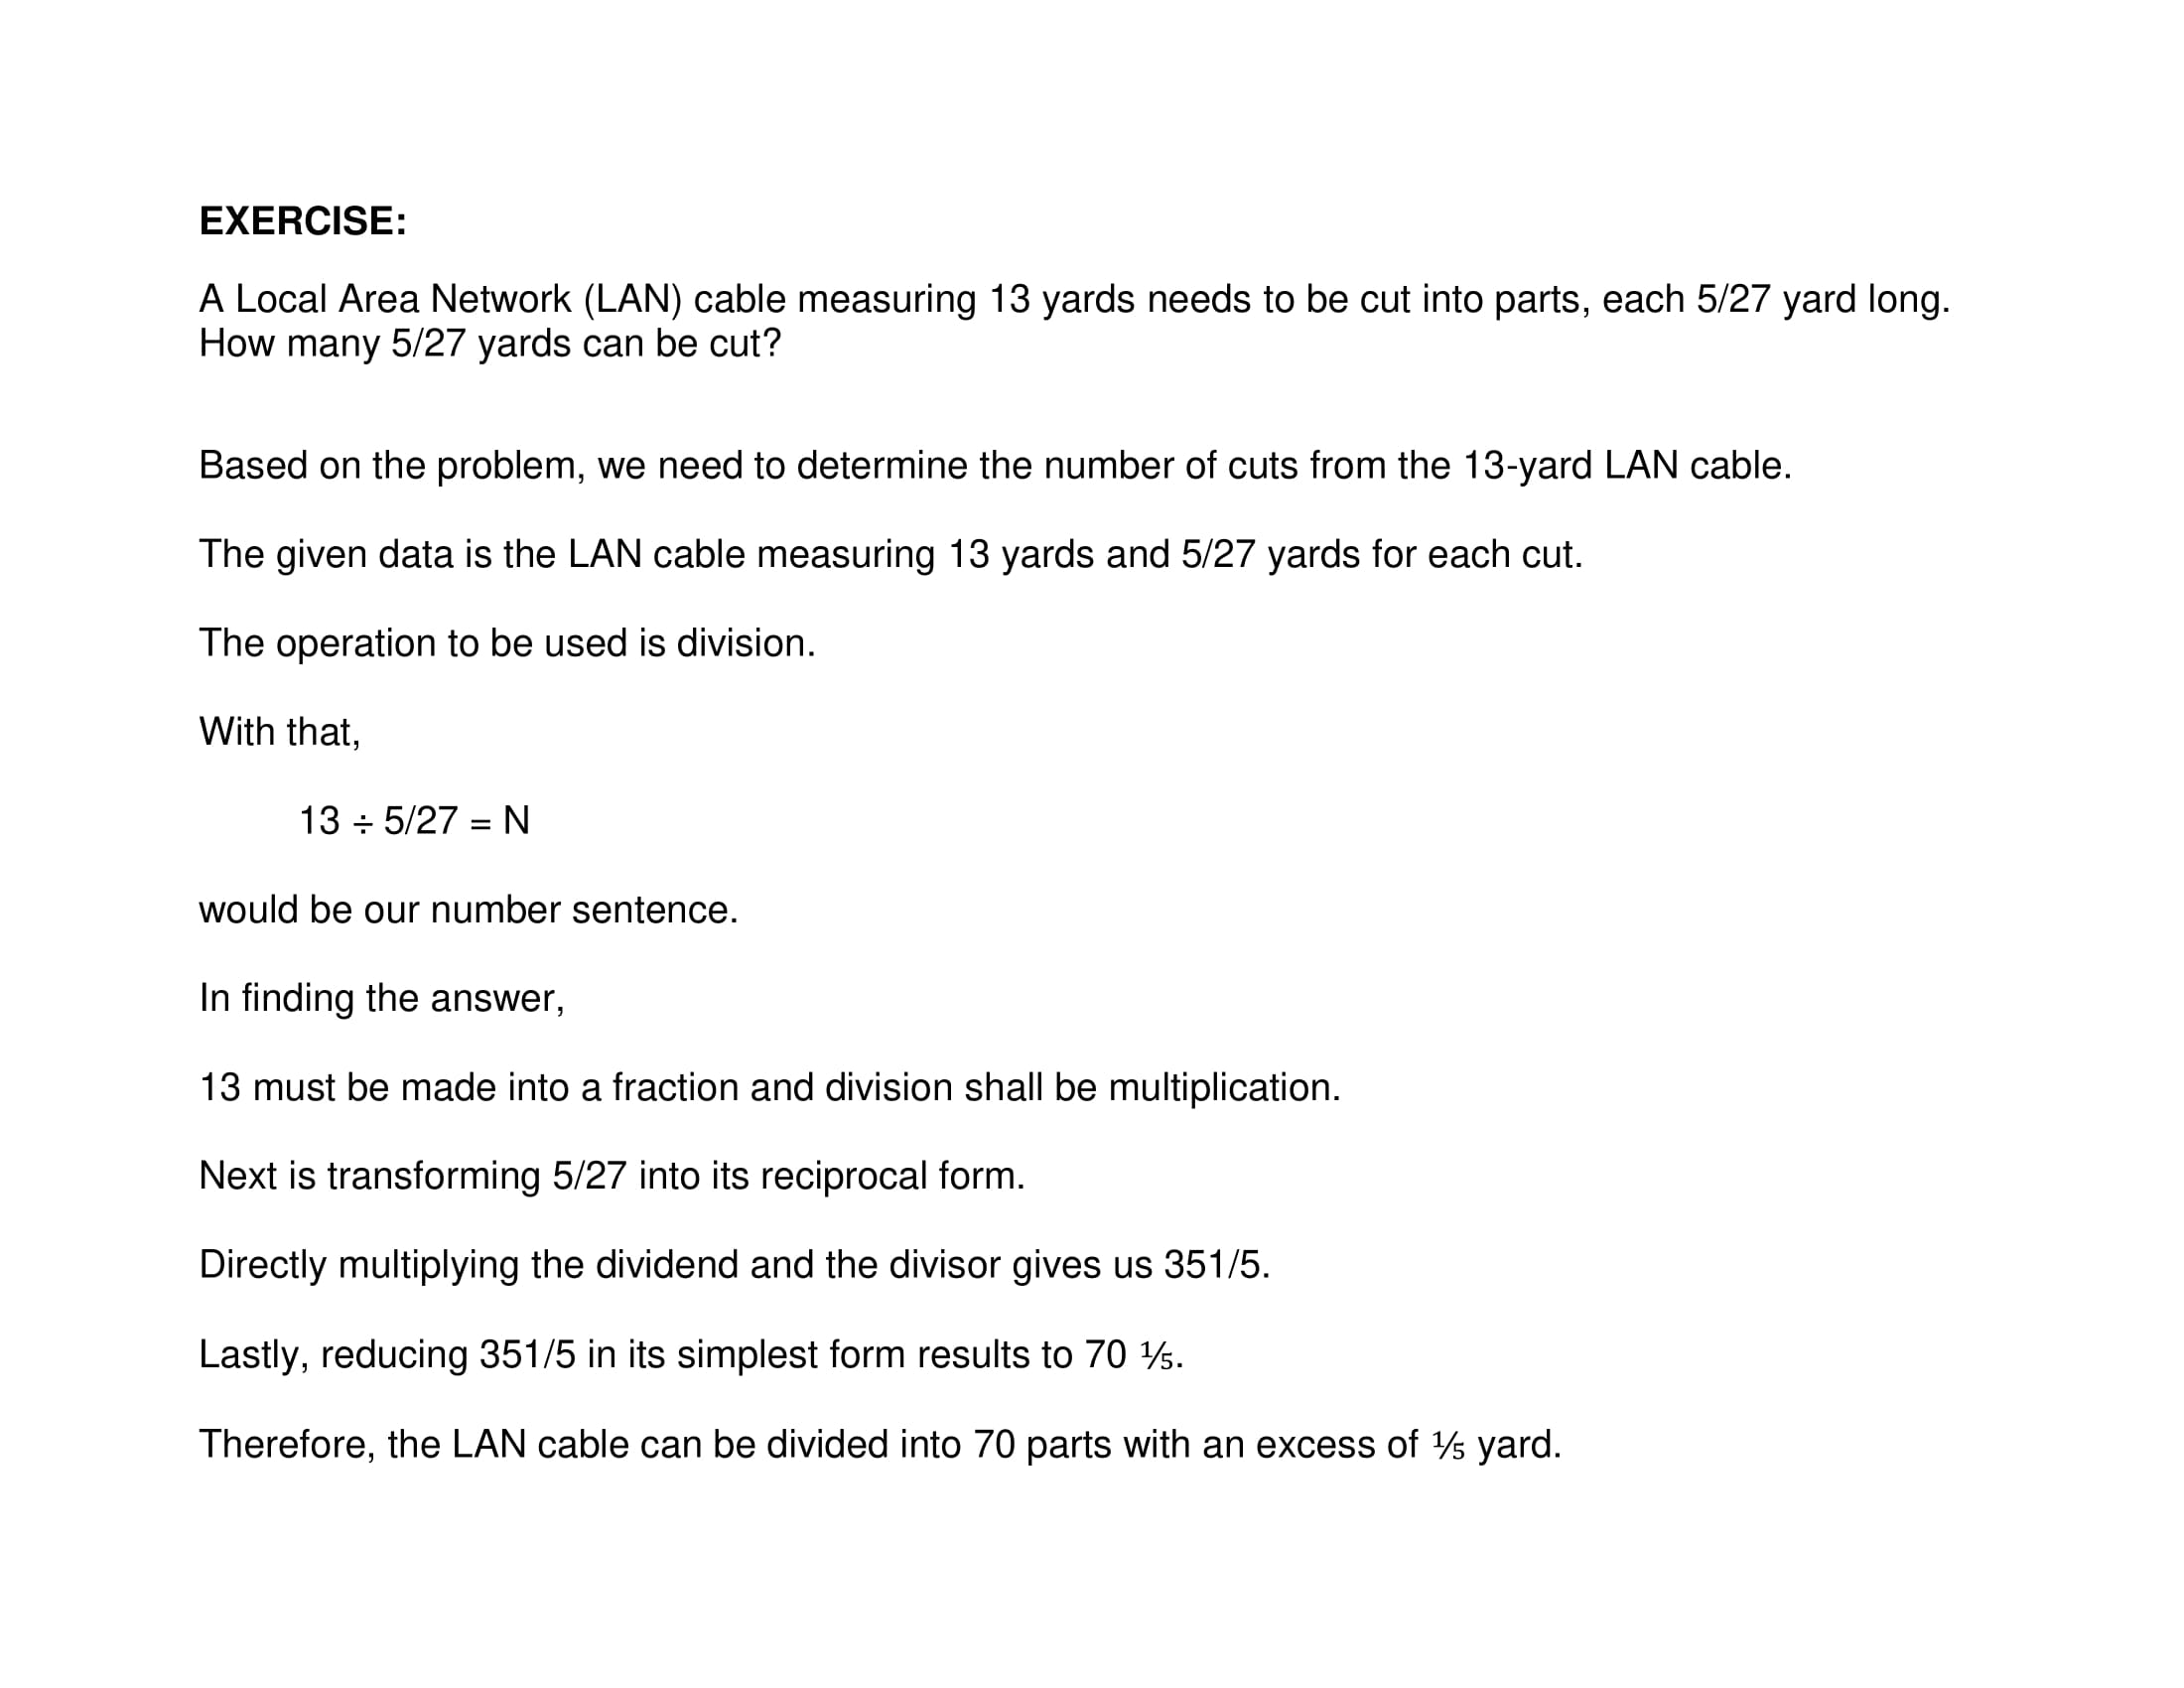 EXERCISE:
A Local Area Network (LAN) cable measuring 13 yards needs to be cut into parts, each 5/27 yard long.
How many 5/27 yards can be cut?
Based on the problem, we need to determine the number of cuts from the 13-yard LAN cable.
The given data is the LAN cable measuring 13 yards and 5/27 yards for each cut.
The operation to be used is division.
With that,
13 ÷ 5/27 = N
would be our number sentence.
In finding the answer,
13 must be made into a fraction and division shall be multiplication.
Next is transforming 5/27 into its reciprocal form.
Directly multiplying the dividend and the divisor gives us 351/5.
Lastly, reducing 351/5 in its simplest form results to 70 ⅕.
Therefore, the LAN cable can be divided into 70 parts with an excess of ⅕ yard.